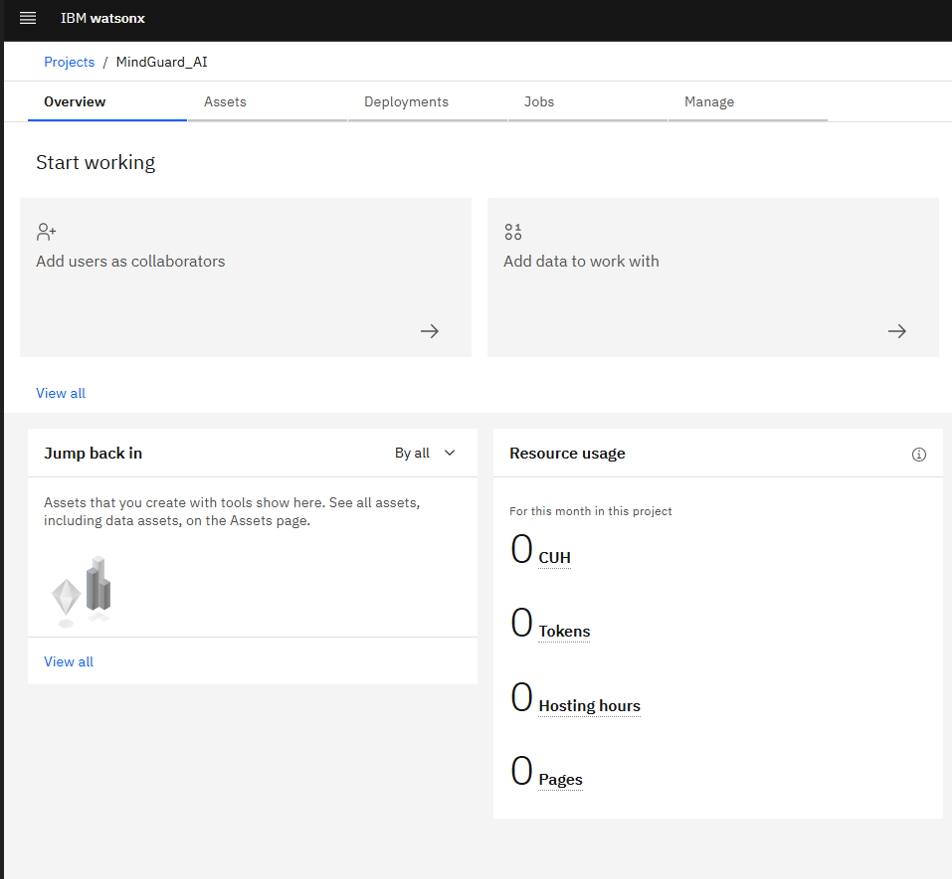 IBM watsonx
Projects / MindGuard_AI
Overview
Assets
Deployments
Jobs
Manage
Start working
Add users as collaborators
Add data to work with
View all
Jump back in
By all
Assets that you create with tools show here. See all assets,
including data assets, on the Assets page.
View all
Resource usage
For this month in this project
0 CUH
0 Tokens
0 Hosting hours
0 Pages